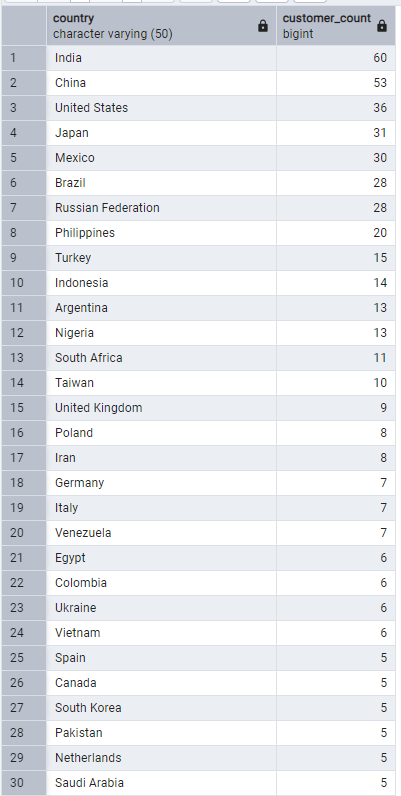 country customer_count
character varying (50) bigint
1 India 60
2 China 53
3 United States 36
4 Japan 31
5 Mexico 30
6 Brazil 28
7 Russian Federation 28
8 Philippines 20
9 Turkey 15
10 Indonesia 14
11 Argentina 13
12 Nigeria 13
13 South Africa 11
14 Taiwan 10
15 United Kingdom 9
16 Poland 8
17 Iran 8
18 Germany 7
19 Italy 7
20 Venezuela 7
21 Egypt 6
22 Colombia 6
23 Ukraine 6
24 Vietnam 6
25 Spain 5
26 Canada 5
27 South Korea 5
28 Pakistan 5
29 Netherlands 5
30 Saudi Arabia 5